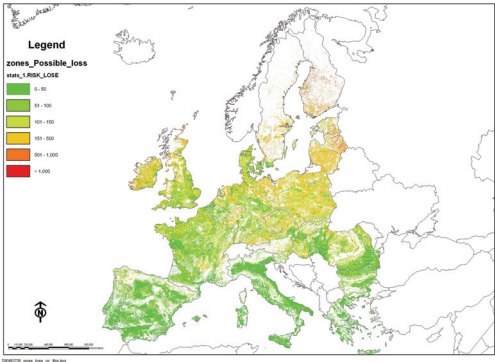 Legend
zones_Possible_loss
stats_1.RISK_LOSE
0 - 50
51 - 100
101 - 150
151 - 500
501 - 1,000
> 1,000
N